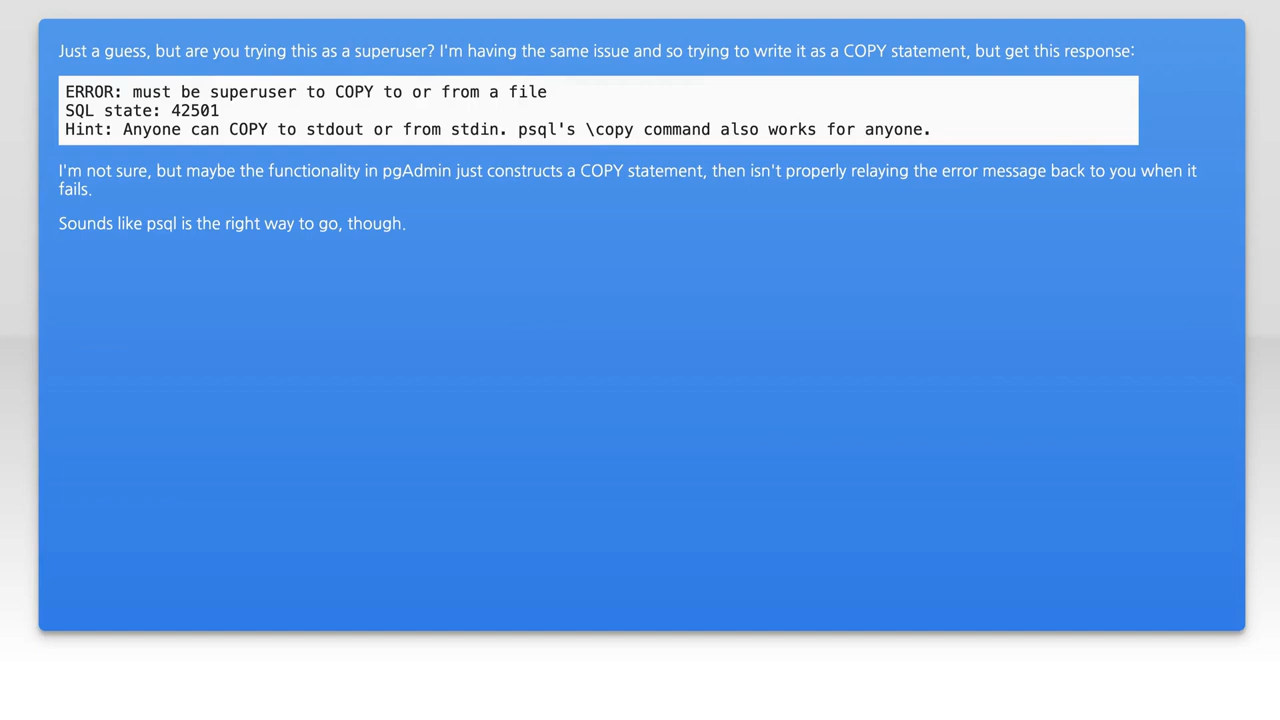 Just a guess, but are you trying this as a superuser? I'm having the same issue and so trying to write it as a COPY statement, but get this response:
ERROR: must be superuser to COPY to or from a file
SQL state: 42501
Hint: Anyone can COPY to stdout or from stdin. psql's \copy command also works for anyone.
I'm not sure, but maybe the functionality in pgAdmin just constructs a COPY statement, then isn't properly relaying the error message back to you when it
fails.
Sounds like psql is the right way to go, though.